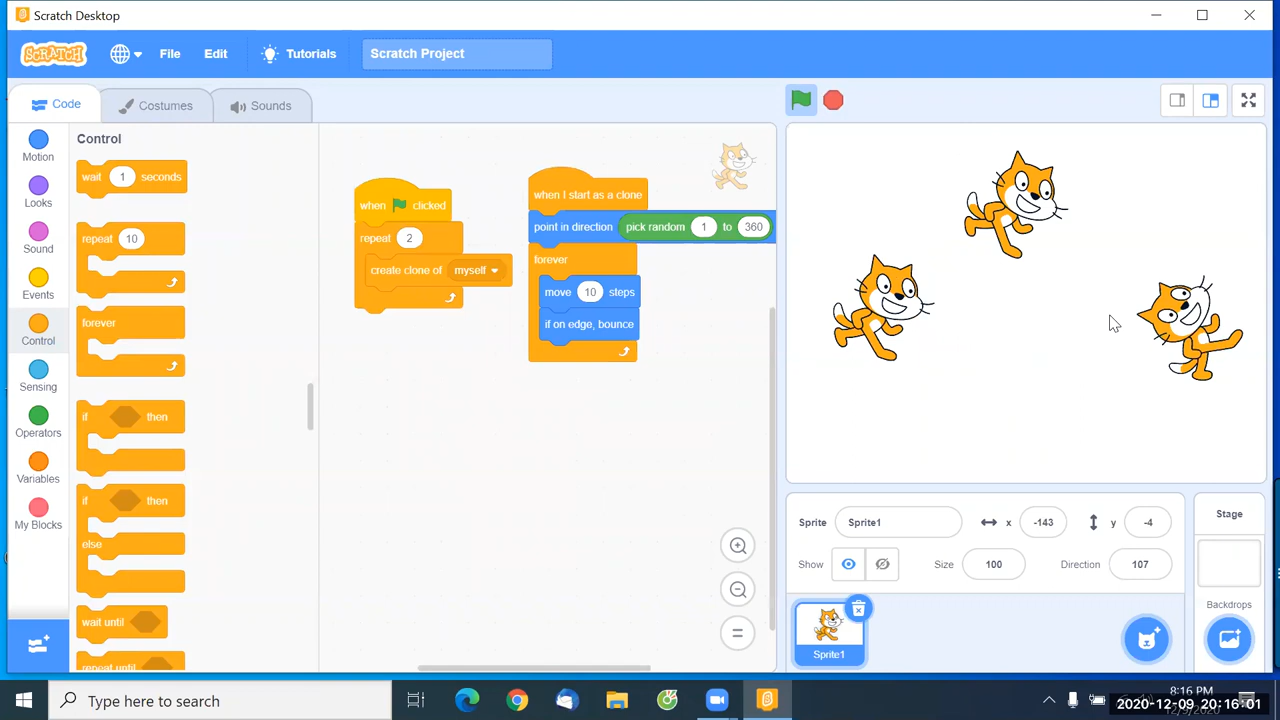 Scratch Desktop
SCRATCH File Edit Tutorials Scratch Project
Code Costumes Sounds
Motion
Looks
Sound
Events
Control
Sensing
Operators
Variables
My Blocks
Control
wait 1 seconds
repeat 10
forever
if then
if then
else
wait until
repeat until
when clicked
repeat 2
create clone of myself
when I start as a clone
point in direction pick random 1 to 360
forever
move 10 steps
if on edge, bounce
Sprite Sprite1 x -143 y -4
Show Size 100 Direction 107
Sprite1
Stage
Backdrops
Type here to search
8:16 PM
2020-12-09 20:16:01